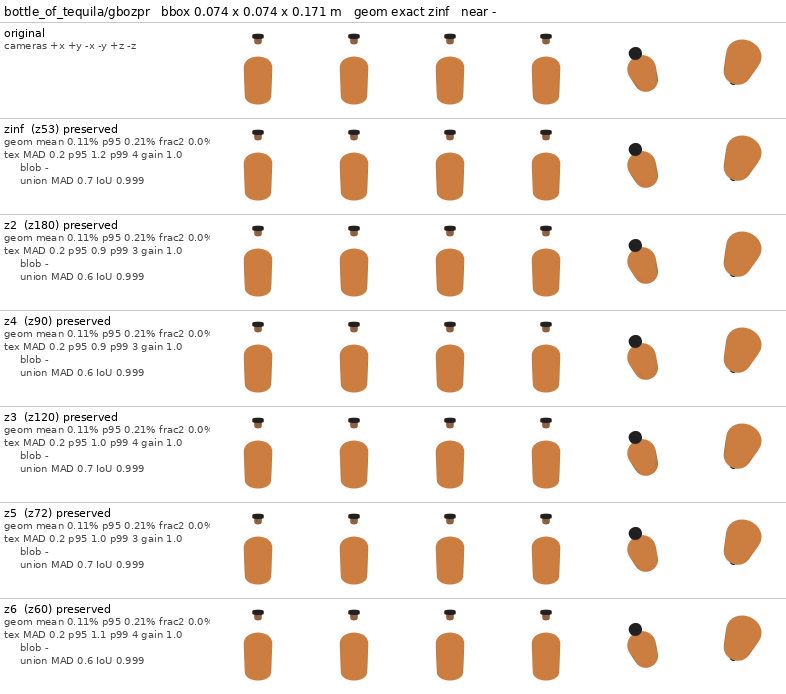 bottle_of_tequila/gbozpr   bbox 0.074 x 0.074 x 0.171 m   geom exact zinf   near -
original
cameras +x +y -x -y +z -z
zinf  (z53) preserved
geom mean 0.11% p95 0.21% frac2 0.0%
tex MAD 0.2 p95 1.2 p99 4 gain 1.0
blob -
union MAD 0.7 IoU 0.999
z2  (z180) preserved
geom mean 0.11% p95 0.21% frac2 0.0%
tex MAD 0.2 p95 0.9 p99 3 gain 1.0
blob -
union MAD 0.6 IoU 0.999
z4  (z90) preserved
geom mean 0.11% p95 0.21% frac2 0.0%
tex MAD 0.2 p95 0.9 p99 3 gain 1.0
blob -
union MAD 0.6 IoU 0.999
z3  (z120) preserved
geom mean 0.11% p95 0.21% frac2 0.0%
tex MAD 0.2 p95 1.0 p99 4 gain 1.0
blob -
union MAD 0.7 IoU 0.999
z5  (z72) preserved
geom mean 0.11% p95 0.21% frac2 0.0%
tex MAD 0.2 p95 1.0 p99 3 gain 1.0
blob -
union MAD 0.7 IoU 0.999
z6  (z60) preserved
geom mean 0.11% p95 0.21% frac2 0.0%
tex MAD 0.2 p95 1.1 p99 4 gain 1.0
blob -
union MAD 0.6 IoU 0.999